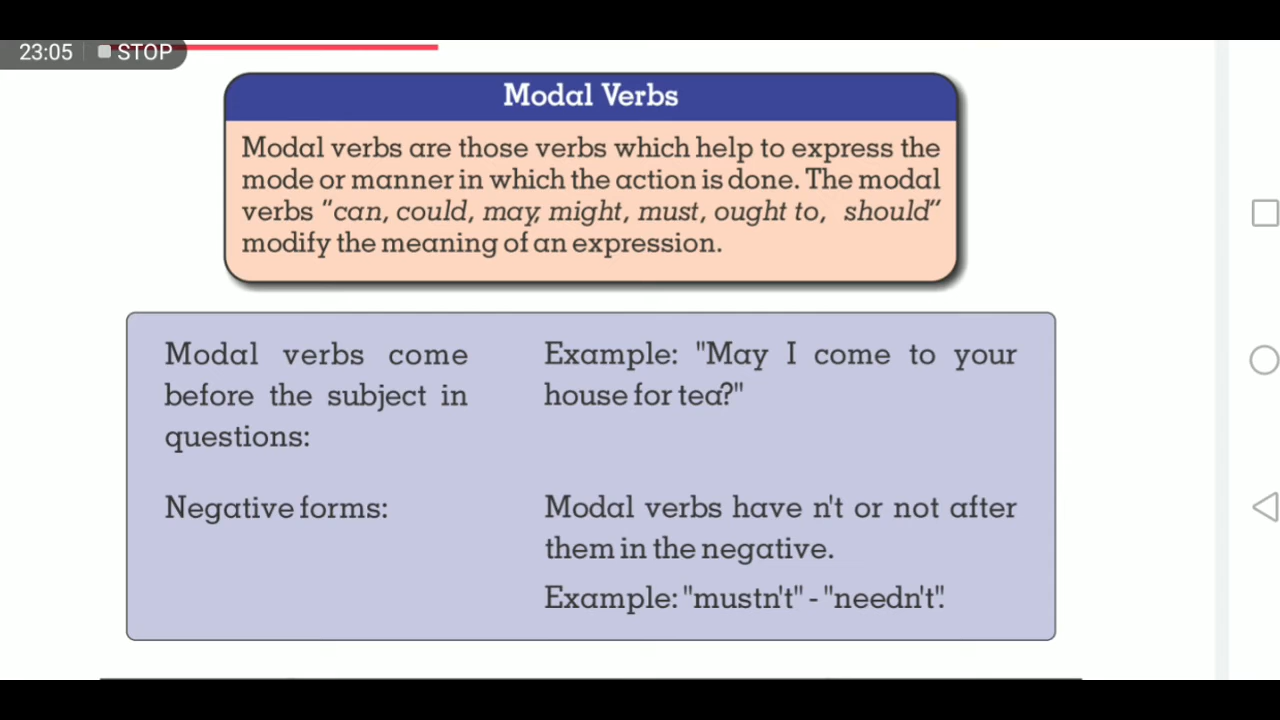 23:05 STOP
Modal Verbs
Modal verbs are those verbs which help to express the
mode or manner in which the action is done. The modal
verbs "can, could, may, might, must, ought to, should"
modify the meaning of an expression.
Modal verbs come
before the subject in
questions:
Example: "May I come to your
house for tea?"
Negative forms:
Modal verbs have n't or not after
them in the negative.
Example: "mustn't" - "needn't".